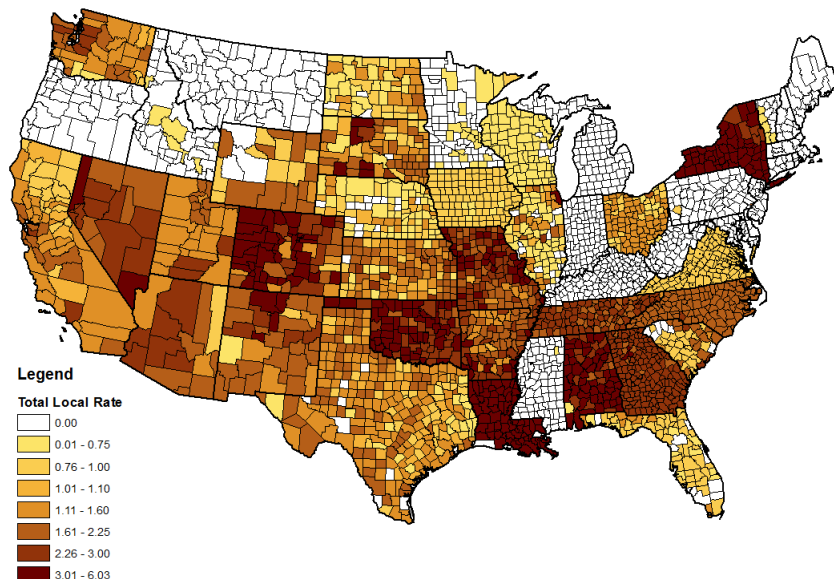 Legend
Total Local Rate
0.00
0.01 - 0.75
0.76 - 1.00
1.01 - 1.10
1.11 - 1.60
1.61 - 2.25
2.26 - 3.00
3.01 - 6.03